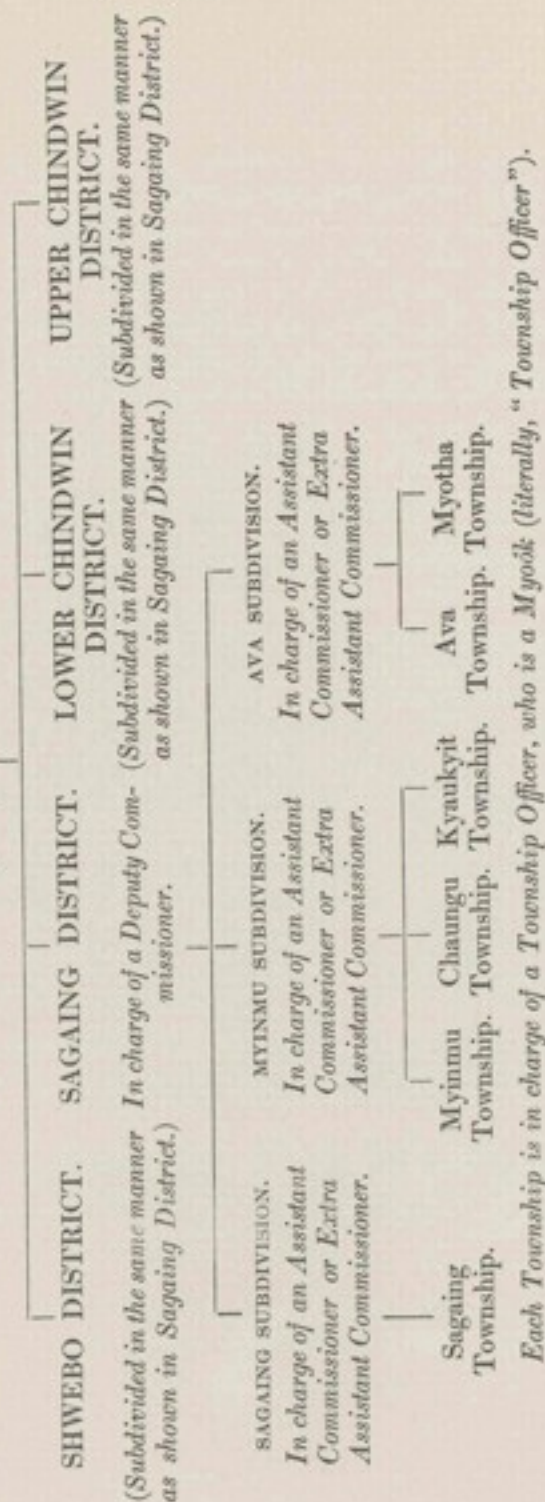 SHWEBO DISTRICT.
(Subdivided in the same manner
as shown in Sagaing District.)
SAGAING DISTRICT.
In charge of a Deputy Com-
missioner.
LOWER CHINDWIN
DISTRICT.
(Subdivided in the same manner
as shown in Sagaing District.)
UPPER CHINDWIN
DISTRICT.
(Subdivided in the same manner
as shown in Sagaing District.)
SAGAING SUBDIVISION.
In charge of an Assistant
Commissioner or Extra
Assistant Commissioner.
MYINMU SUBDIVISION.
In charge of an Assistant
Commissioner or Extra
Assistant Commissioner.
AVA SUBDIVISION.
In charge of an Assistant
Commissioner or Extra
Assistant Commissioner.
Sagaing
Township.
Myinmu
Township.
Chaungu
Township.
Kyaukyit
Township.
Ava
Township.
Myotha
Township.
Each Township is in charge of a Township Officer, who is a Myoôk (literally, “Township Officer”).